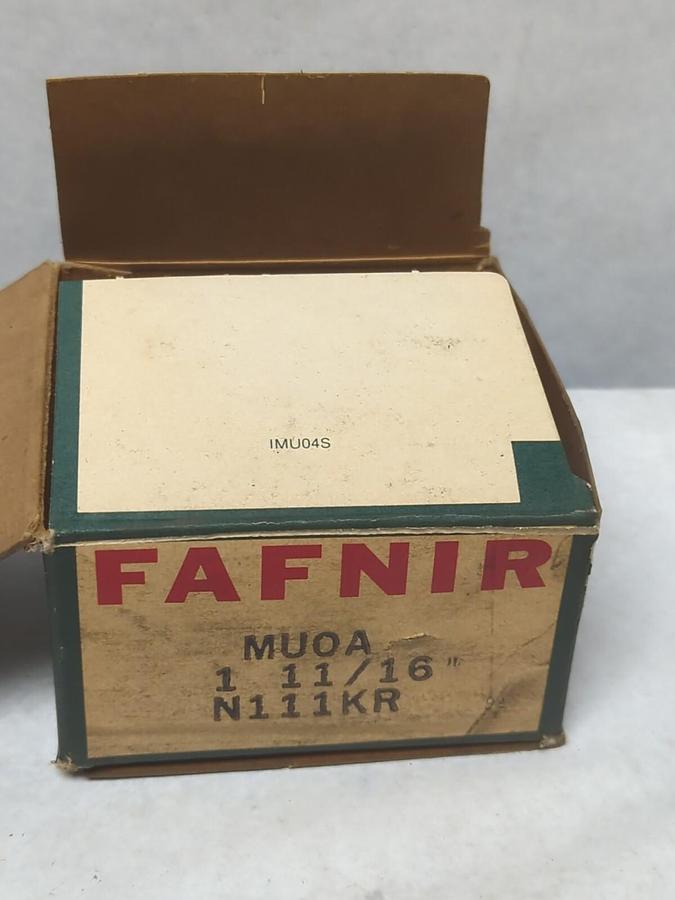 IMU04S
FAFNIR
MUOA
1 11/16"
N111KR